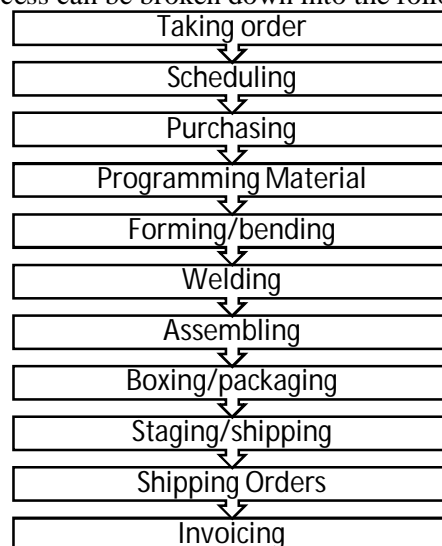 cess can be broken down into the follo
Taking order
Scheduling
Purchasing
Programming Material
Forming/bending
Welding
Assembling
Boxing/packaging
Staging/shipping
Shipping Orders
Invoicing